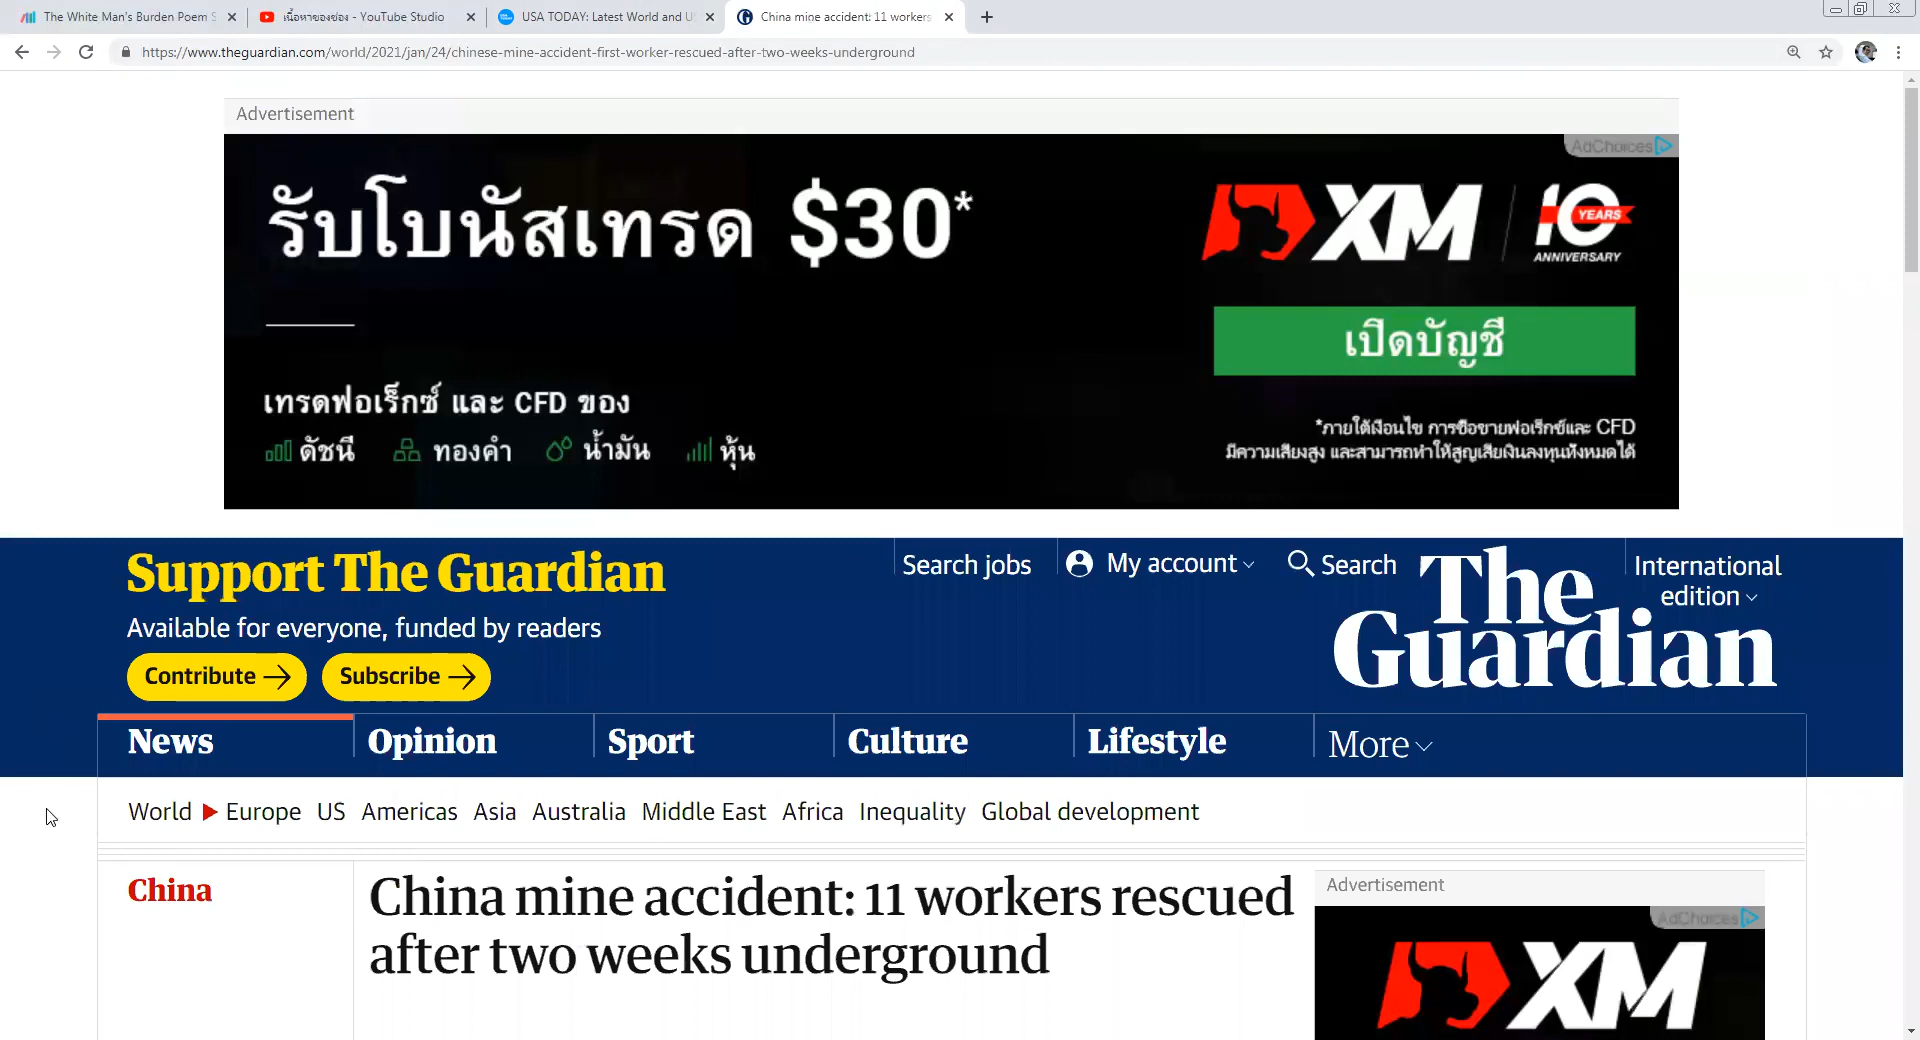 The White Man's Burden Poem S
เนื้อหาของช่อง - YouTube Studio
USA TODAY: Latest World and U
China mine accident: 11 workers
https://www.theguardian.com/world/2021/jan/24/chinese-mine-accident-first-worker-rescued-after-two-weeks-underground
Advertisement
AdChoices
รับโบนัสเทรด $30*
XM
10 YEARS
ANNIVERSARY
เปิดบัญชี
เทรดฟอเร็กซ์ และ CFD ของ
ดัชนี ทองคำ น้ำมัน หุ้น
*ภายใต้เงื่อนไข การซื้อขายฟอเร็กซ์และ CFD
มีความเสี่ยงสูง และสามารถทำให้สูญเสียเงินลงทุนทั้งหมดได้
Support The Guardian
Available for everyone, funded by readers
Contribute
Subscribe
Search jobs
My account
Search
International
edition
The
Guardian
News Opinion Sport Culture Lifestyle More
World Europe US Americas Asia Australia Middle East Africa Inequality Global development
China
China mine accident: 11 workers rescued
after two weeks underground
Advertisement
AdChoices
XM